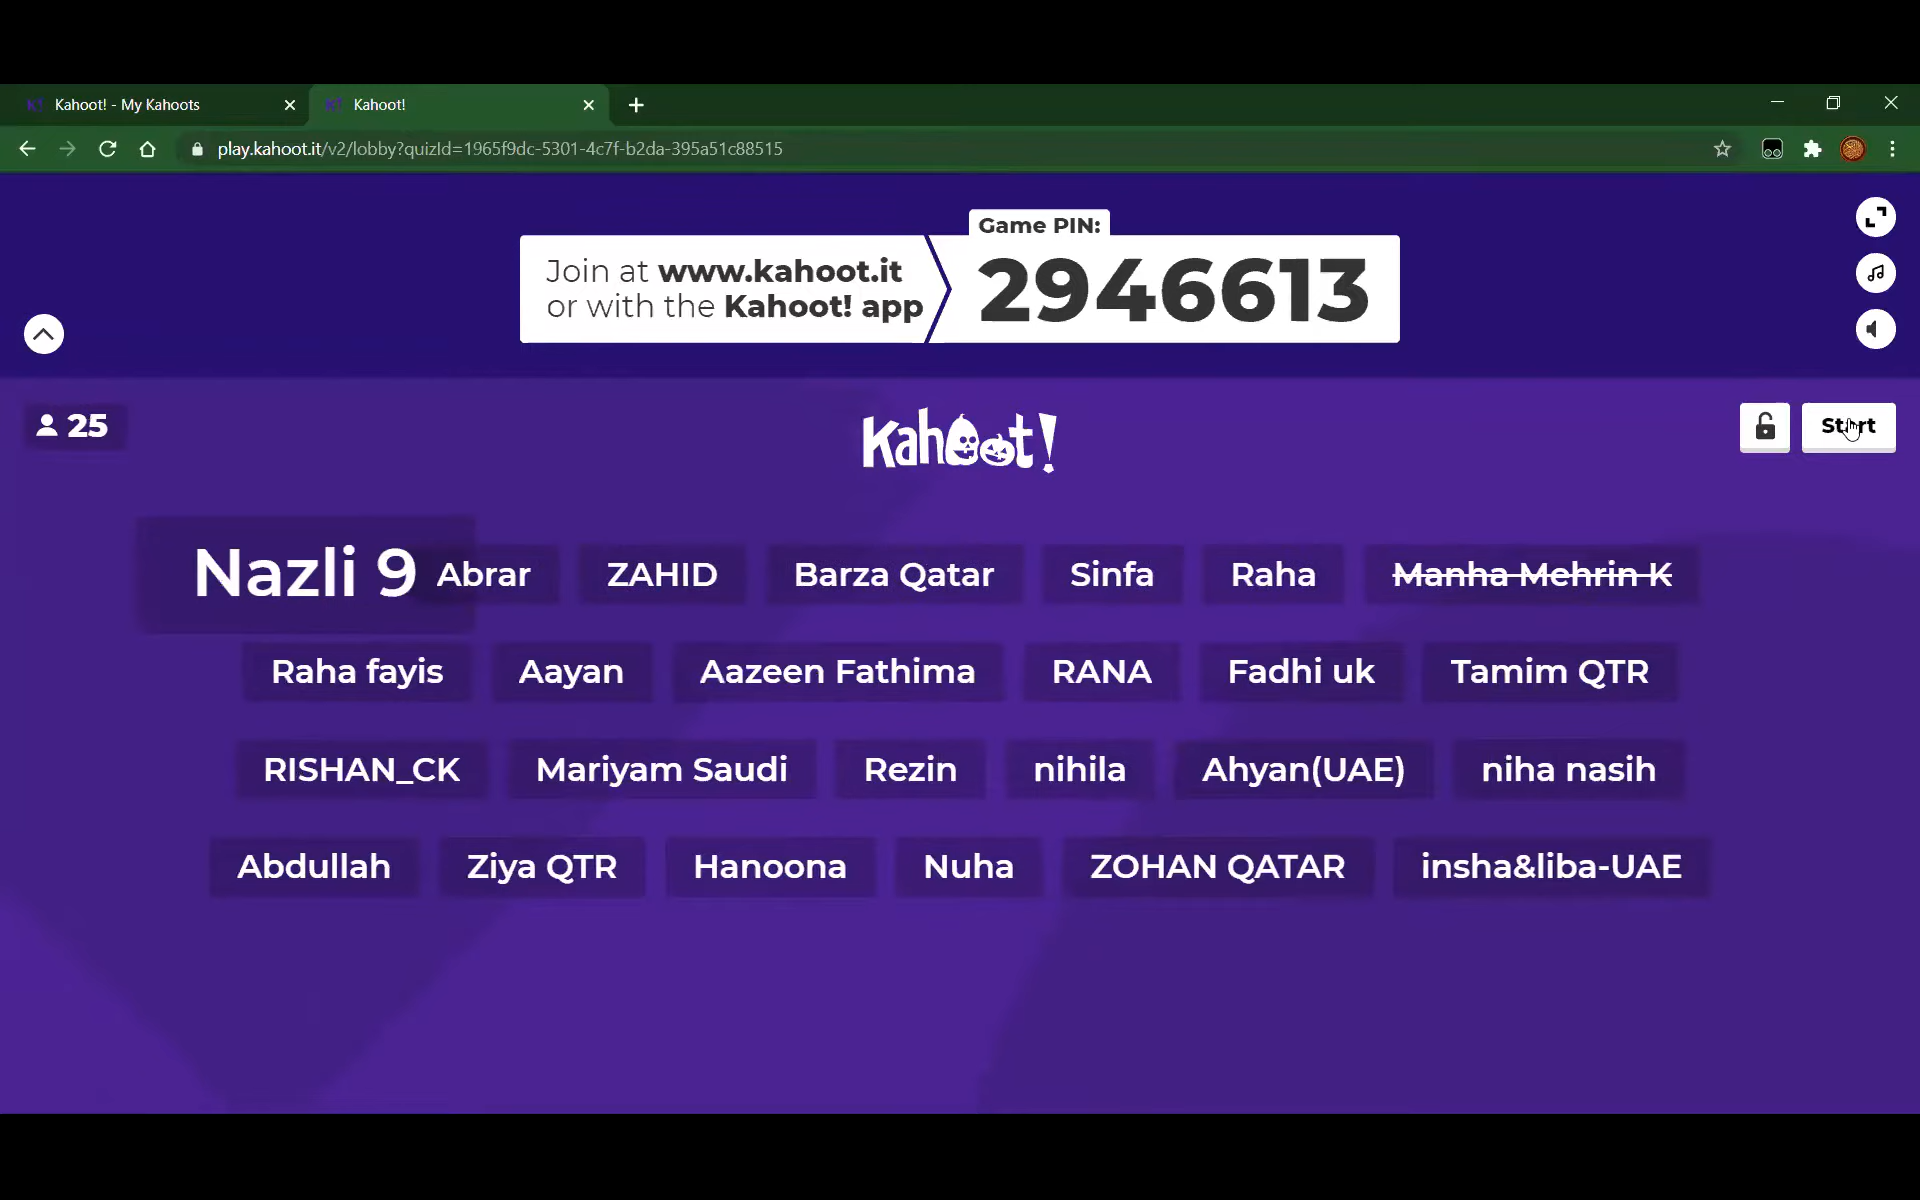 Kahoot! - My Kahoots
Kahoot!
play.kahoot.it/v2/lobby?quizId=1965f9dc-5301-4c7f-b2da-395a51c88515
Game PIN:
Join at www.kahoot.it
or with the Kahoot! app
2946613
25
Kahoot!
Start
Nazli 9 Abrar ZAHID Barza Qatar Sinfa Raha Manha Mehrin K
Raha fayis Aayan Aazeen Fathima RANA Fadhi uk Tamim QTR
RISHAN_CK Mariyam Saudi Rezin nihila Ahyan(UAE) niha nasih
Abdullah Ziya QTR Hanoona Nuha ZOHAN QATAR insha&liba-UAE